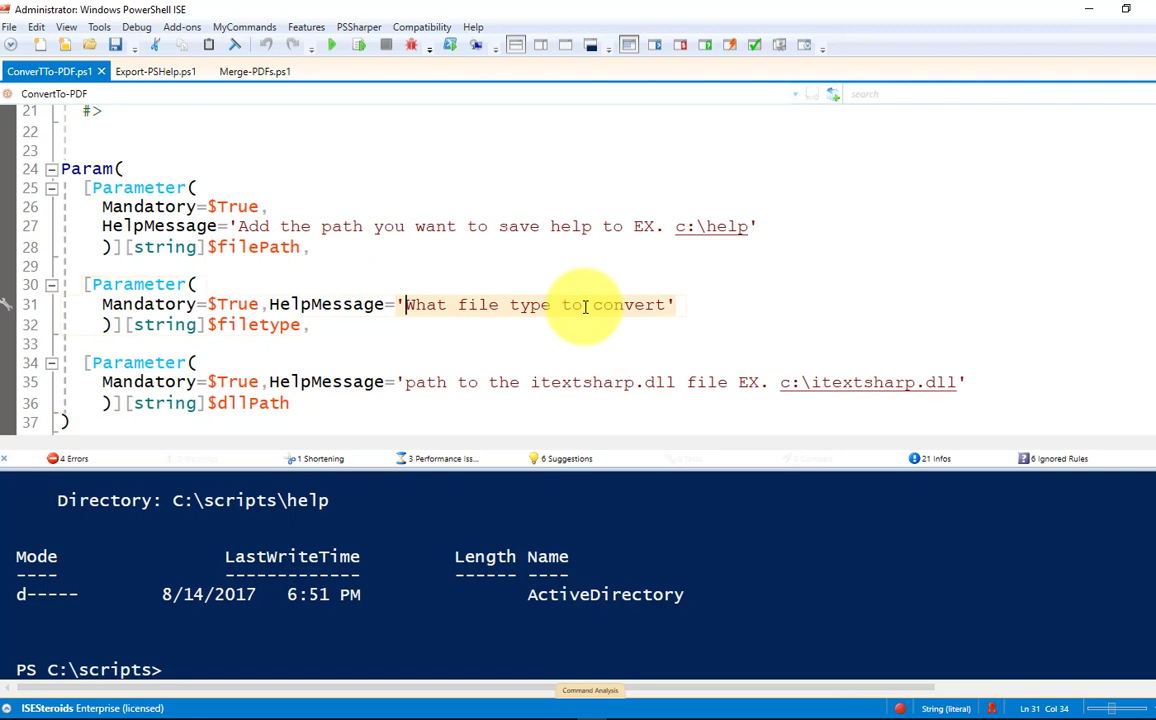 Administrator: Windows PowerShell ISE
File Edit View Tools Debug Add-ons MyCommands Features PSSharper Compatibility Help
ConverTTo-PDF.ps1 Export-PSHelp.ps1 Merge-PDFs.ps1
ConvertTo-PDF search
21 #>
22
23
24 Param(
25 [Parameter(
26 Mandatory=$True,
27 HelpMessage='Add the path you want to save help to EX. c:\help'
28 )][string]$filePath,
29
30 [Parameter(
31 Mandatory=$True,HelpMessage='What file type to convert'
32 )][string]$filetype,
33
34 [Parameter(
35 Mandatory=$True,HelpMessage='path to the itextsharp.dll file EX. c:\itextsharp.dll'
36 )][string]$dllPath
37 )
4 Errors 1 Shortening 3 Performance Iss... 6 Suggestions 21 Infos 6 Ignored Rules
Directory: C:\scripts\help
Mode LastWriteTime Length Name
---- ------------- ------ ----
d----- 8/14/2017 6:51 PM ActiveDirectory
PS C:\scripts>
Command Analysis
ISESteroids Enterprise (licensed) String (literal) Ln 31 Col 34